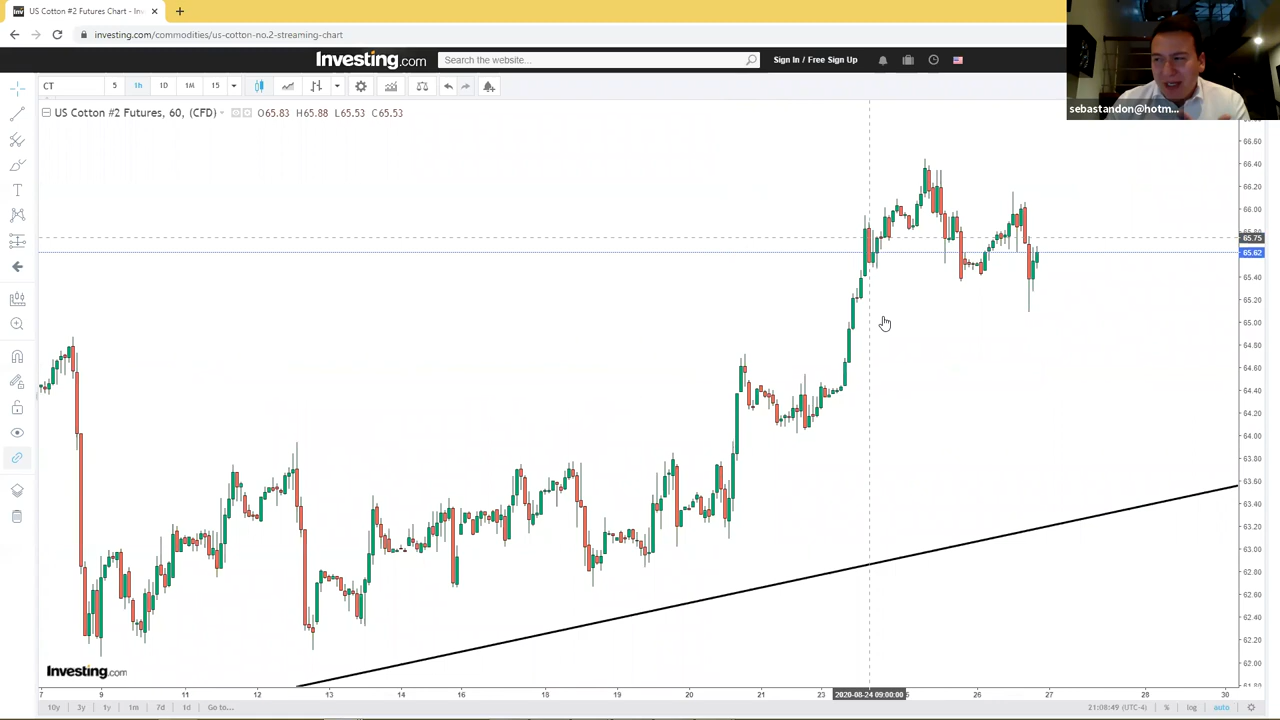 Inv US Cotton #2 Futures Chart - Inv
investing.com/commodities/us-cotton-no.2-streaming-chart
Investing.com Search the website... Sign In / Free Sign Up
sebastandon@hotm...
CT 5 1h 1D 1M 15
US Cotton #2 Futures, 60, (CFD) O65.83 H65.88 L65.53 C65.53
66.60
66.40
66.20
66.00
65.75
65.62
65.40
65.20
65.00
64.80
64.60
64.40
64.20
64.00
63.80
63.60
63.40
63.20
63.00
62.80
62.60
62.40
62.20
62.00
Investing.com
7 9 11 12 13 14 16 18 19 20 21 23 2020-08-24 09:00:00 26 27 28 30
10y 3y 1y 1m 7d 1d Go to... 21:08:49 (UTC-4) % log auto